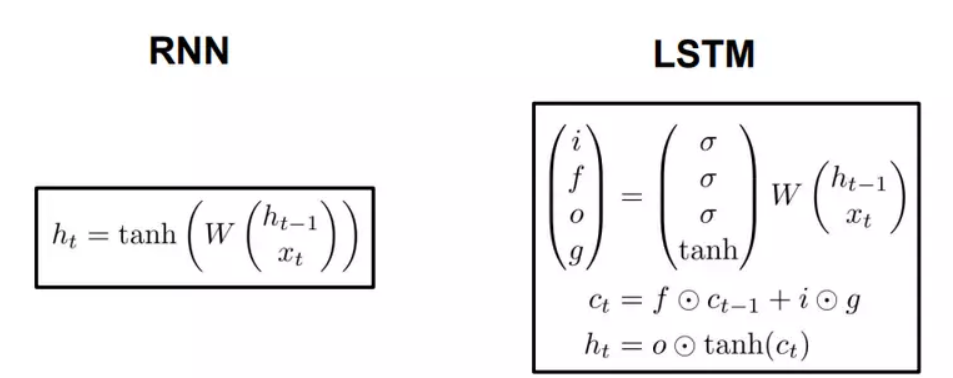 RNN
h_t = tanh ( W ( h_{t−1} x_t ) )
LSTM
( i f o g ) = ( σ σ σ tanh ) W ( h_{t−1} x_t )
c_t = f ⊙ c_{t−1} + i ⊙ g
h_t = o ⊙ tanh(c_t)